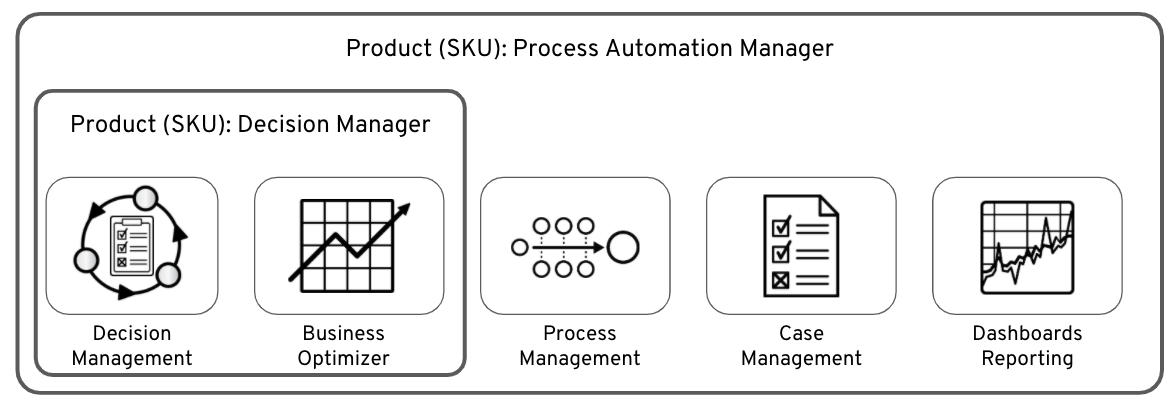 Product (SKU): Process Automation Manager
Product (SKU): Decision Manager
Decision
Management
Business
Optimizer
Process
Management
Case
Management
Dashboards
Reporting